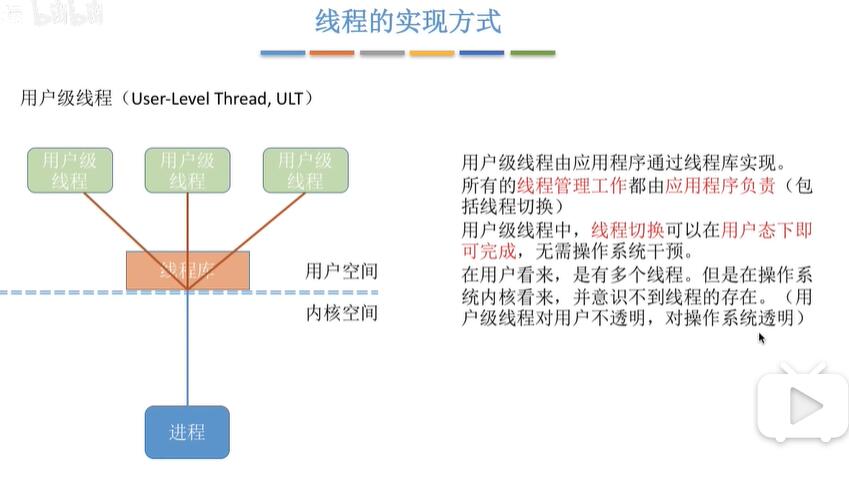 bilibili
线程的实现方式
用户级线程（User-Level Thread, ULT）
用户级
线程
用户级
线程
用户级
线程
线程库
用户空间
内核空间
进程
用户级线程由应用程序通过线程库实现。
所有的线程管理工作都由应用程序负责（包
括线程切换）
用户级线程中，线程切换可以在用户态下即
可完成，无需操作系统干预。
在用户看来，是有多个线程。但是在操作系
统内核看来，并意识不到线程的存在。（用
户级线程对用户不透明，对操作系统透明）